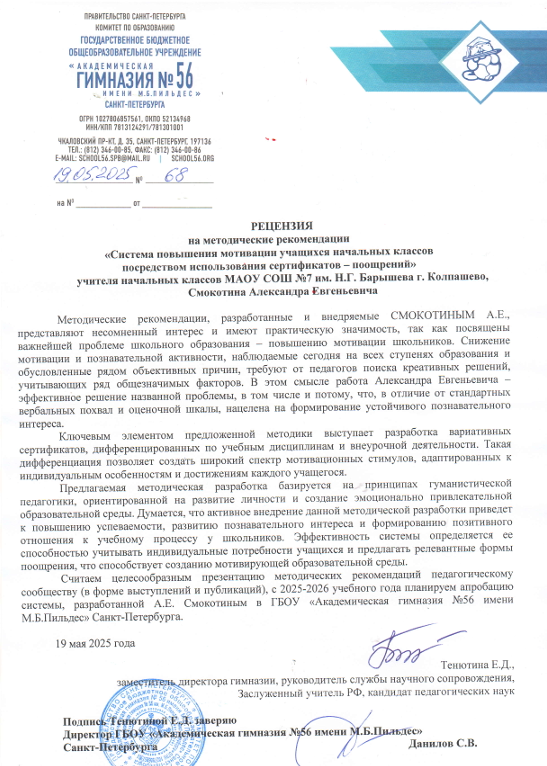 ПРАВИТЕЛЬСТВО САНКТ-ПЕТЕРБУРГА
КОМИТЕТ ПО ОБРАЗОВАНИЮ
ГОСУДАРСТВЕННОЕ БЮДЖЕТНОЕ
ОБЩЕОБРАЗОВАТЕЛЬНОЕ УЧРЕЖДЕНИЕ
«АКАДЕМИЧЕСКАЯ
ГИМНАЗИЯ № 56
ИМЕНИ М.Б.ПИЛЬДЕС»
САНКТ-ПЕТЕРБУРГА
ОГРН 1027806857561, ОКПО 52134968
ИНН/КПП 7813124291/781301001
ЧКАЛОВСКИЙ ПР-КТ, Д. 35, САНКТ-ПЕТЕРБУРГ, 197136
ТЕЛ.: (812) 346-00-85, ФАКС: (812) 346-00-86
E-MAIL: SCHOOL56.SPB@MAIL.RU | SCHOOL56.ORG
19.05.2025 № 68
на № от
РЕЦЕНЗИЯ
на методические рекомендации
«Система повышения мотивации учащихся начальных классов
посредством использования сертификатов – поощрений»
учителя начальных классов МАОУ СОШ №7 им. Н.Г. Барышева г. Колпашево,
Смокотина Александра Евгеньевича
Методические рекомендации, разработанные и внедряемые СМОКОТИНЫМ А.Е.,
представляют несомненный интерес и имеют практическую значимость, так как посвящены
важнейшей проблеме школьного образования – повышению мотивации школьников. Снижение
мотивации и познавательной активности, наблюдаемые сегодня на всех ступенях образования и
обусловленные рядом объективных причин, требуют от педагогов поиска креативных решений,
учитывающих ряд общезначимых факторов. В этом смысле работа Александра Евгеньевича –
эффективное решение названной проблемы, в том числе и потому, что, в отличие от стандартных
вербальных похвал и оценочной шкалы, нацелена на формирование устойчивого познавательного
интереса.
Ключевым элементом предложенной методики выступает разработка вариативных
сертификатов, дифференцированных по учебным дисциплинам и внеурочной деятельности. Такая
дифференциация позволяет создать широкий спектр мотивационных стимулов, адаптированных к
индивидуальным особенностям и достижениям каждого учащегося.
Предлагаемая методическая разработка базируется на принципах гуманистической
педагогики, ориентированной на развитие личности и создание эмоционально привлекательной
образовательной среды. Думается, что активное внедрение данной методической разработки приведет
к повышению успеваемости, развитию познавательного интереса и формированию позитивного
отношения к учебному процессу у школьников. Эффективность системы определяется ее
способностью учитывать индивидуальные потребности учащихся и предлагать релевантные формы
поощрения, что способствует созданию мотивирующей образовательной среды.
Считаем целесообразным презентацию методических рекомендаций педагогическому
сообществу (в форме выступлений и публикаций), с 2025-2026 учебного года планируем апробацию
системы, разработанной А.Е. Смокотиным в ГБОУ «Академическая гимназия №56 имени
М.Б.Пильдес» Санкт-Петербурга.
19 мая 2025 года
Тенютина Е.Д.,
заместитель директора гимназии, руководитель службы научного сопровождения,
Заслуженный учитель РФ, кандидат педагогических наук
Подпись Тенютиной Е.Д. заверяю
Директор ГБОУ «Академическая гимназия №56 имени М.Б.Пильдес»
Санкт-Петербурга Данилов С.В.